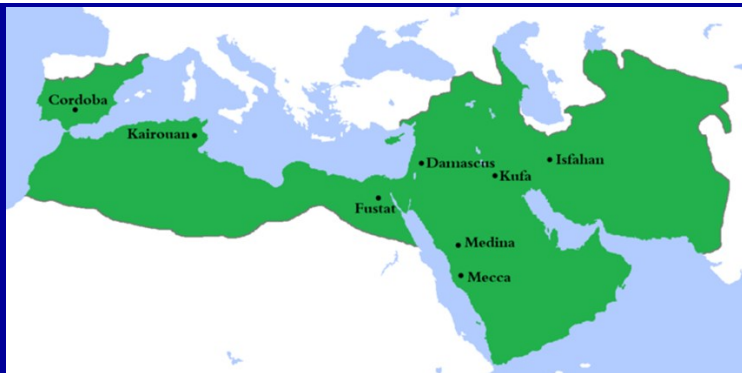 Cordoba
Kairouan
Damascus
Isfahan
Kufa
Fustat
Medina
Mecca